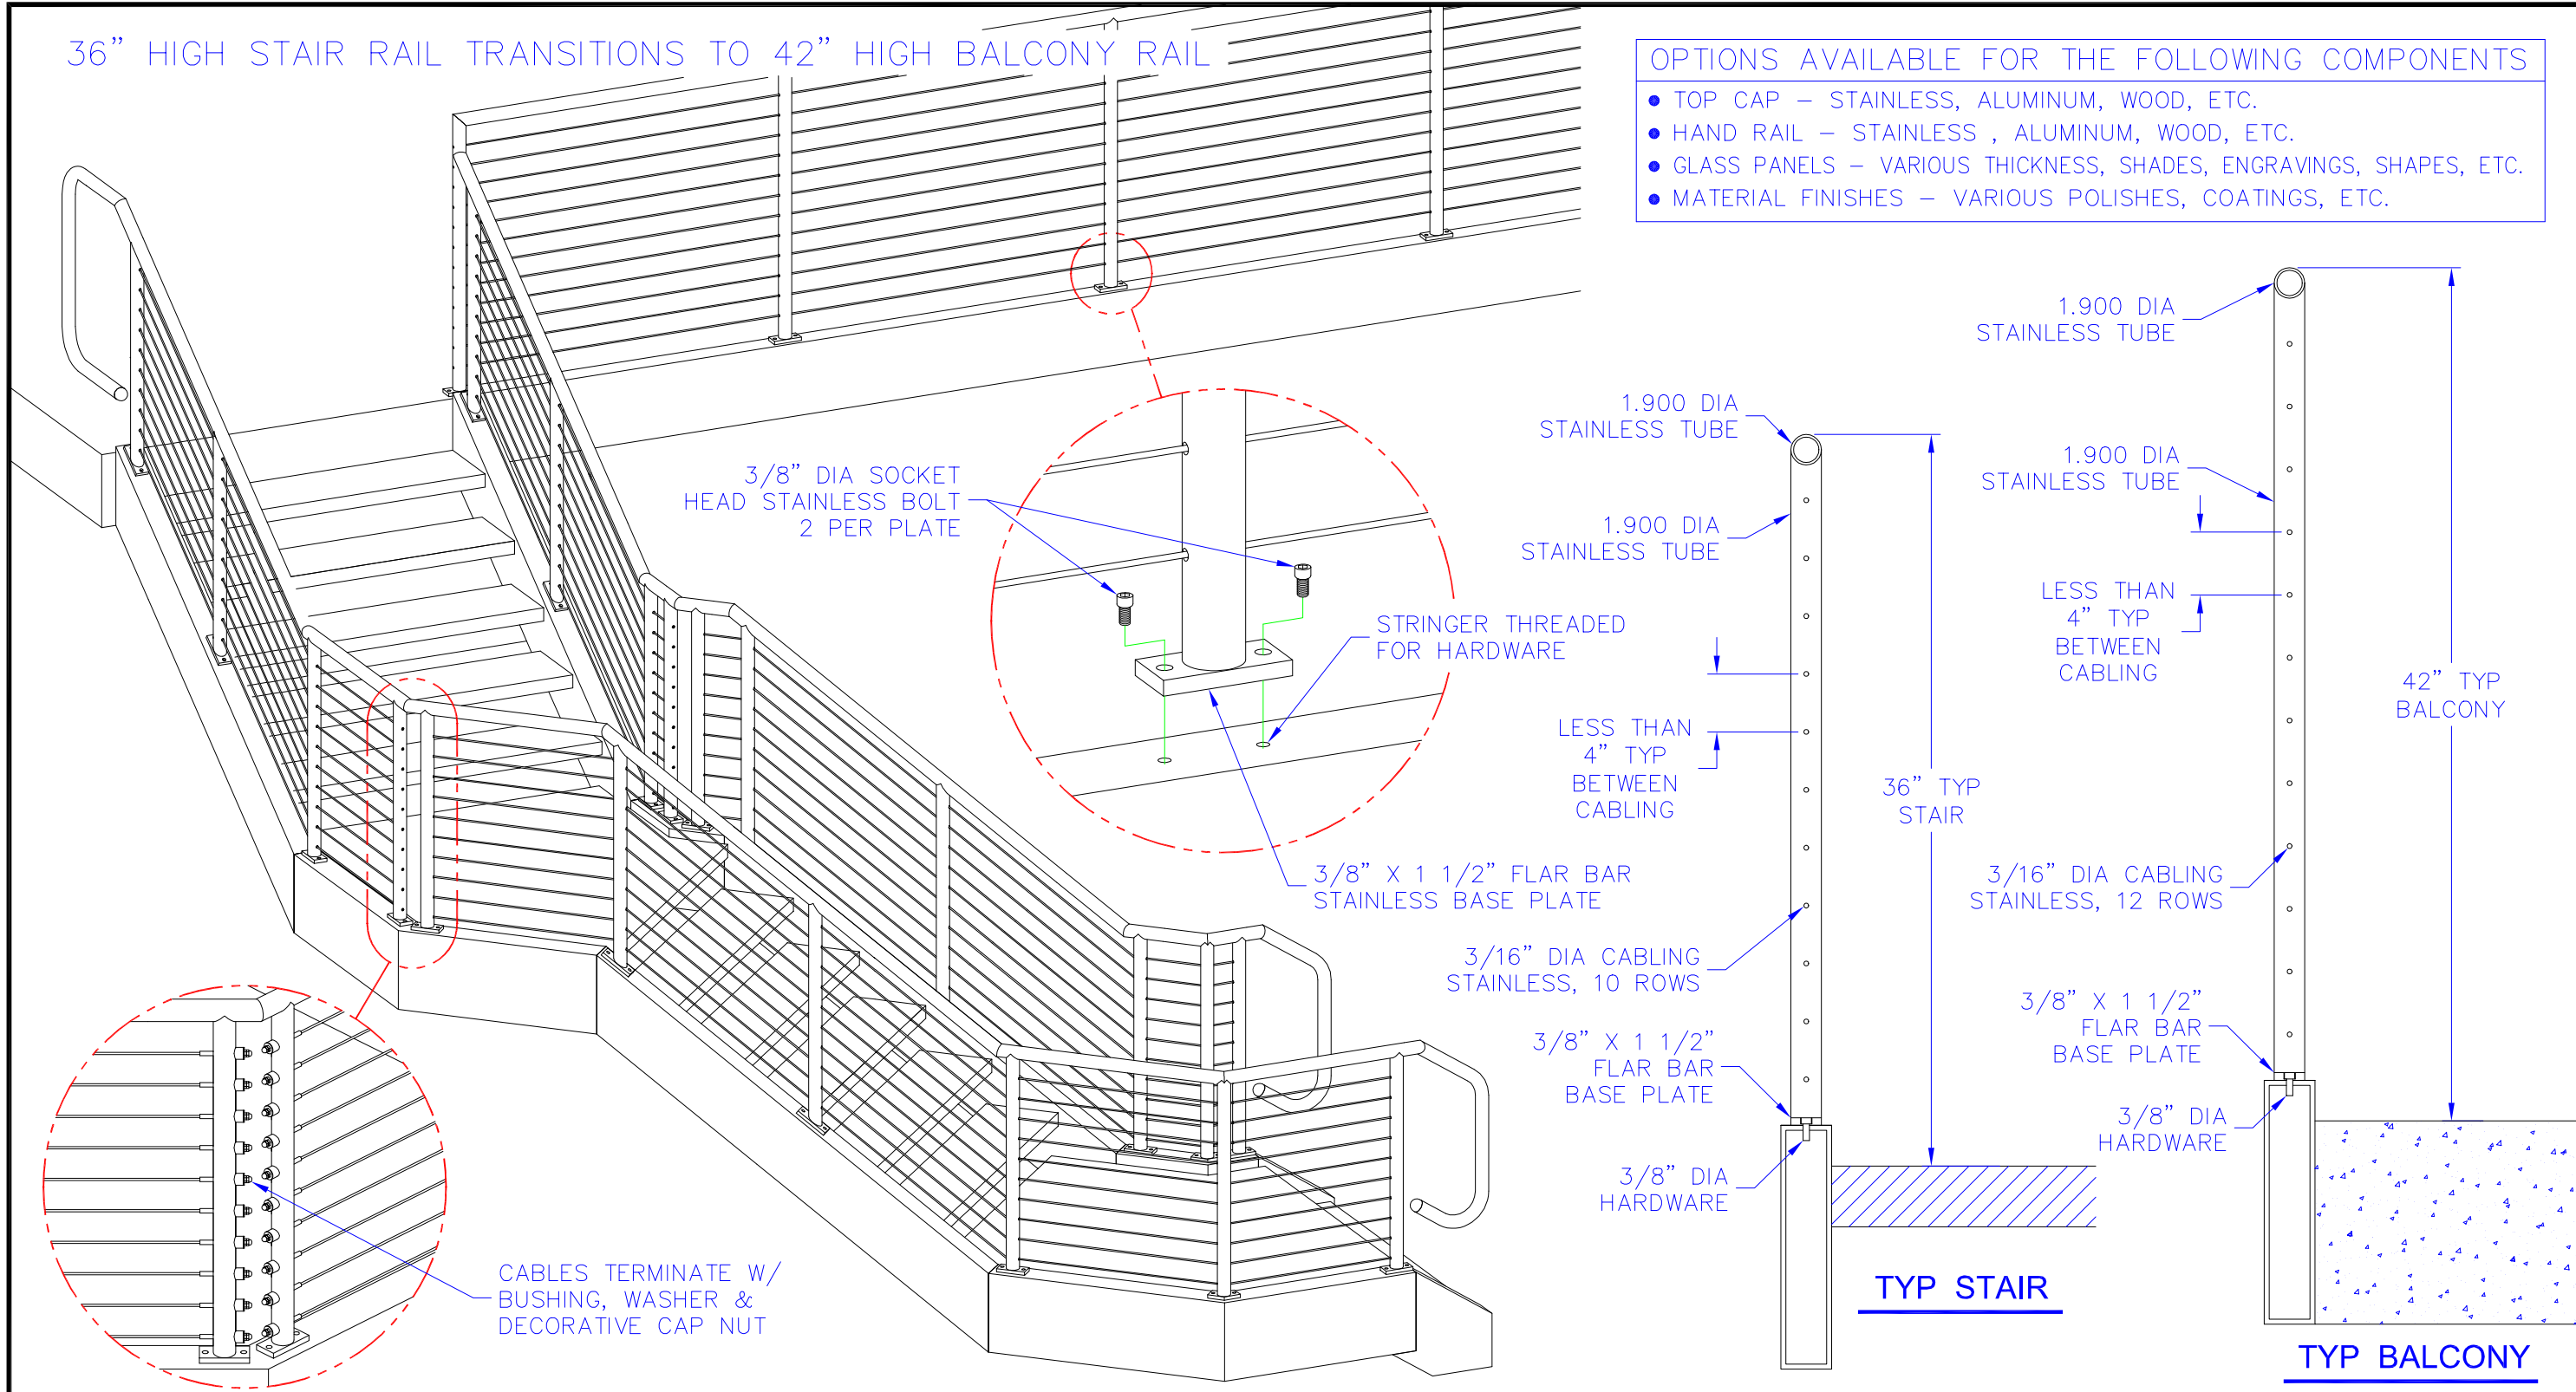 36” HIGH STAIR RAIL TRANSITIONS TO 42” HIGH BALCONY RAIL
OPTIONS AVAILABLE FOR THE FOLLOWING COMPONENTS
• TOP CAP – STAINLESS, ALUMINUM, WOOD, ETC.
• HAND RAIL – STAINLESS , ALUMINUM, WOOD, ETC.
• GLASS PANELS – VARIOUS THICKNESS, SHADES, ENGRAVINGS, SHAPES, ETC.
• MATERIAL FINISHES – VARIOUS POLISHES, COATINGS, ETC.
3/8” DIA SOCKET
HEAD STAINLESS BOLT
2 PER PLATE
STRINGER THREADED
FOR HARDWARE
3/8” X 1 1/2” FLAR BAR
STAINLESS BASE PLATE
CABLES TERMINATE W/
BUSHING, WASHER &
DECORATIVE CAP NUT
1.900 DIA
STAINLESS TUBE
1.900 DIA
STAINLESS TUBE
LESS THAN
4” TYP
BETWEEN
CABLING
36” TYP
STAIR
3/16” DIA CABLING
STAINLESS, 10 ROWS
3/8” X 1 1/2”
FLAR BAR
BASE PLATE
3/8” DIA
HARDWARE
TYP STAIR
1.900 DIA
STAINLESS TUBE
1.900 DIA
STAINLESS TUBE
LESS THAN
4” TYP
BETWEEN
CABLING
42” TYP
BALCONY
3/16” DIA CABLING
STAINLESS, 12 ROWS
3/8” X 1 1/2”
FLAR BAR
BASE PLATE
3/8” DIA
HARDWARE
TYP BALCONY